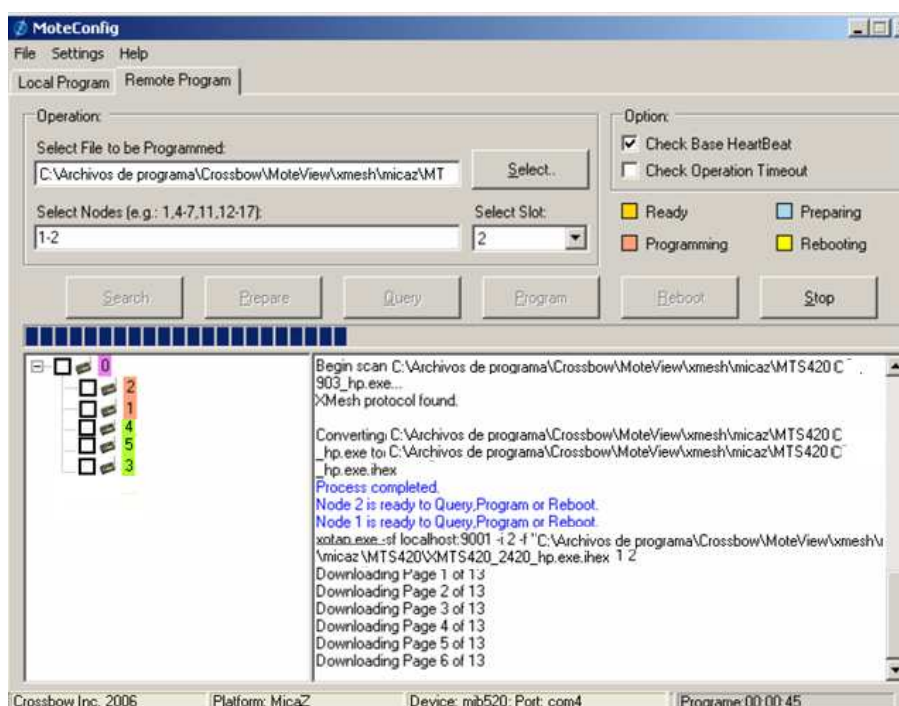 MoteConfig
File Settings Help
Local Program Remote Program
Operation:
Select File to be Programmed:
C:\Archivos de programa\Crossbow\MoteView\xmesh\micaz\MT
Select..
Select Nodes (e.g.: 1,4-7,11,12-17):
1-2
Select Slot:
2
Option:
Check Base HeartBeat
Check Operation Timeout
Ready Preparing
Programming Rebooting
Search Prepare Query Program Reboot Stop
0
2
1
4
5
3
Begin scan C:\Archivos de programa\Crossbow\MoteView\xmesh\micaz\MTS420 C
903_hp.exe...
XMesh protocol found.
Converting C:\Archivos de programa\Crossbow\MoteView\xmesh\micaz\MTS420 C
_hp.exe to C:\Archivos de programa\Crossbow\MoteView\xmesh\micaz\MTS420 C
_hp.exe.ihex
Process completed.
Node 2 is ready to Query,Program or Reboot.
Node 1 is ready to Query,Program or Reboot.
xotap.exe -sf localhost:9001 -i 2 -f "C:\Archivos de programa\Crossbow\MoteView\xmesh\
\micaz\MTS420\XMTS420_2420_hp.exe.ihex 1 2
Downloading Page 1 of 13
Downloading Page 2 of 13
Downloading Page 3 of 13
Downloading Page 4 of 13
Downloading Page 5 of 13
Downloading Page 6 of 13
Crossbow Inc. 2006 Platform: MicaZ Device: mib520; Port: com4 Programe:00:00:45